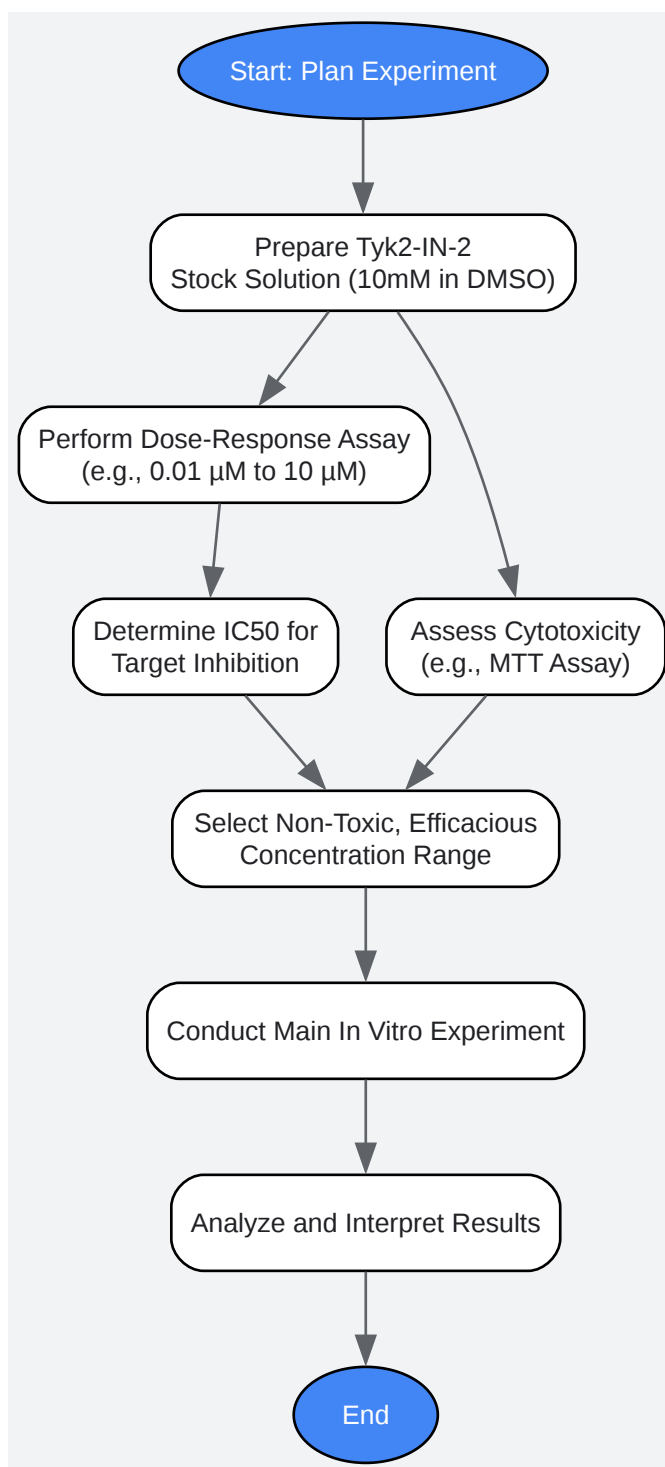 Start: Plan Experiment
Prepare Tyk2-IN-2
Stock Solution (10mM in DMSO)
Perform Dose-Response Assay
(e.g., 0.01 µM to 10 µM)
Determine IC50 for
Target Inhibition
Assess Cytotoxicity
(e.g., MTT Assay)
Select Non-Toxic, Efficacious
Concentration Range
Conduct Main In Vitro Experiment
Analyze and Interpret Results
End